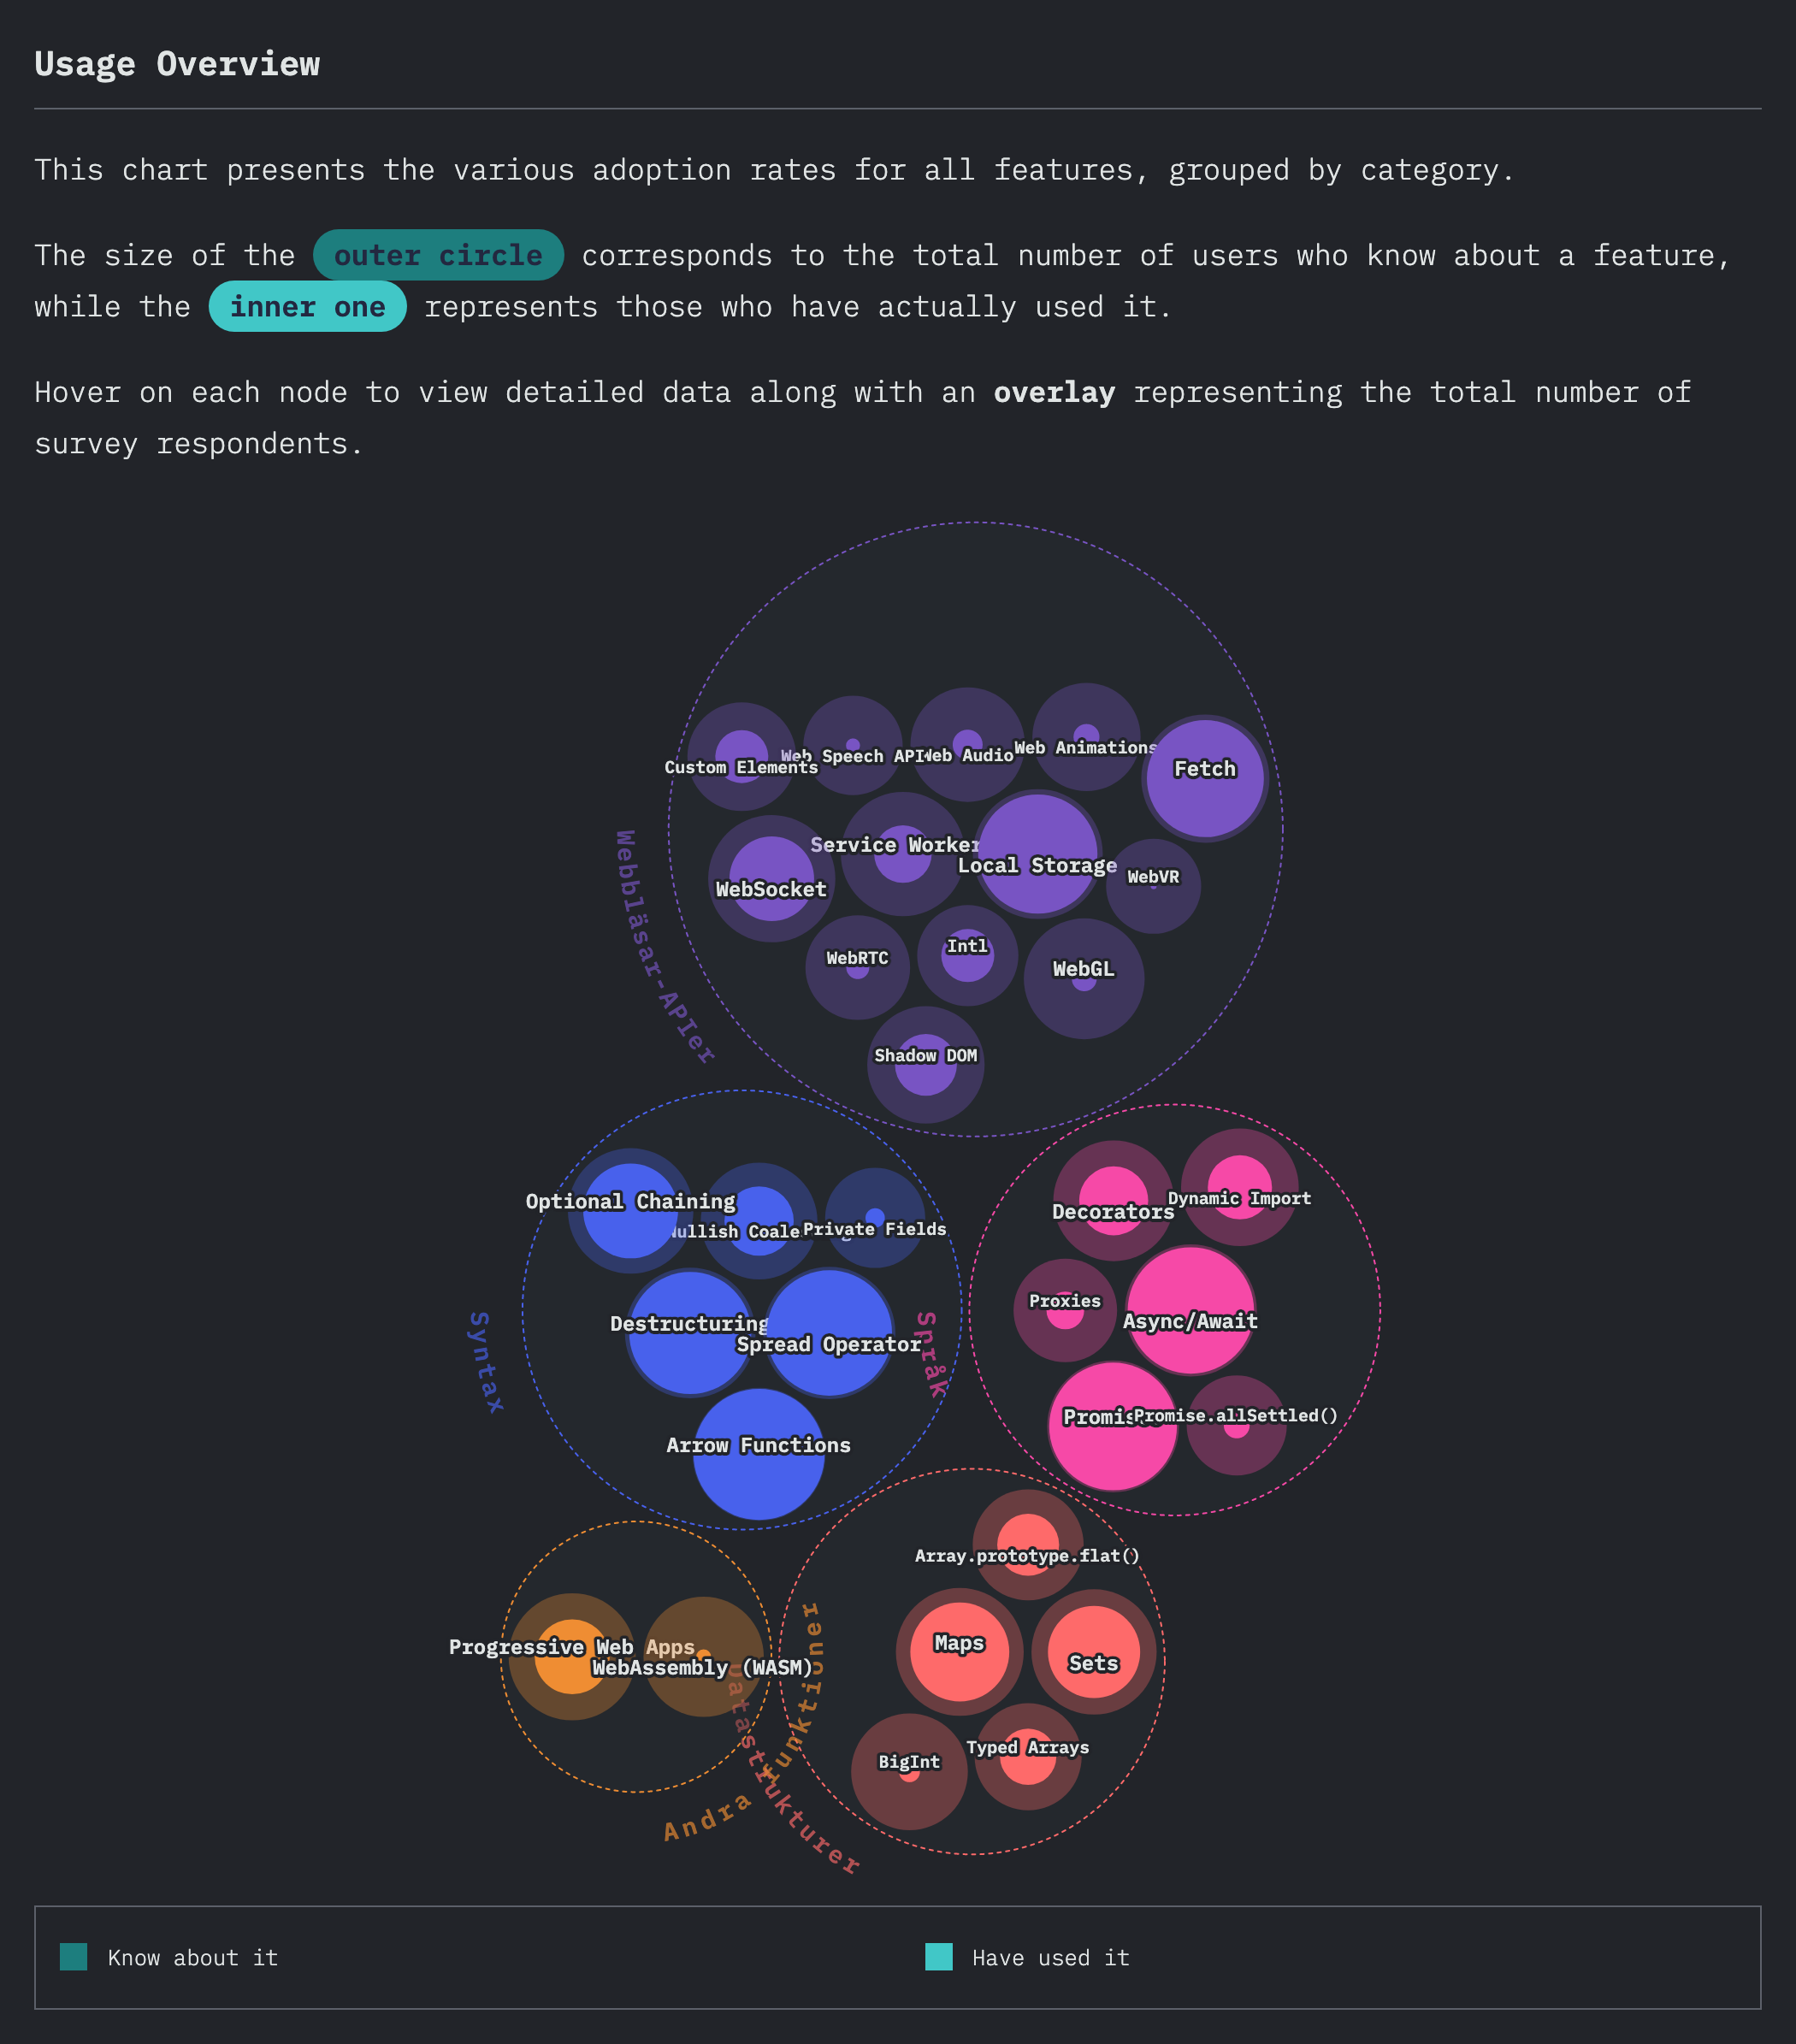 Usage Overview
This chart presents the various adoption rates for all features, grouped by category.
The size of the outer circle corresponds to the total number of users who know about a feature,
while the inner one represents those who have actually used it.
Hover on each node to view detailed data along with an overlay representing the total number of
survey respondents.
Webbläsar-APIer
Custom Elements
Web Speech API
Web Audio
Web Animations
Fetch
WebSocket
Service Worker
Local Storage
WebVR
WebRTC
Intl
WebGL
Shadow DOM
Syntax
Optional Chaining
Private Fields
Destructuring
Spread Operator
Arrow Functions
Språk
Decorators
Dynamic Import
Proxies
Async/Await
Promise.allSettled()
Andra funktioner
Progressive Web Apps
WebAssembly (WASM)
Datastrukturer
Array.prototype.flat()
Maps
Sets
BigInt
Typed Arrays
Know about it
Have used it